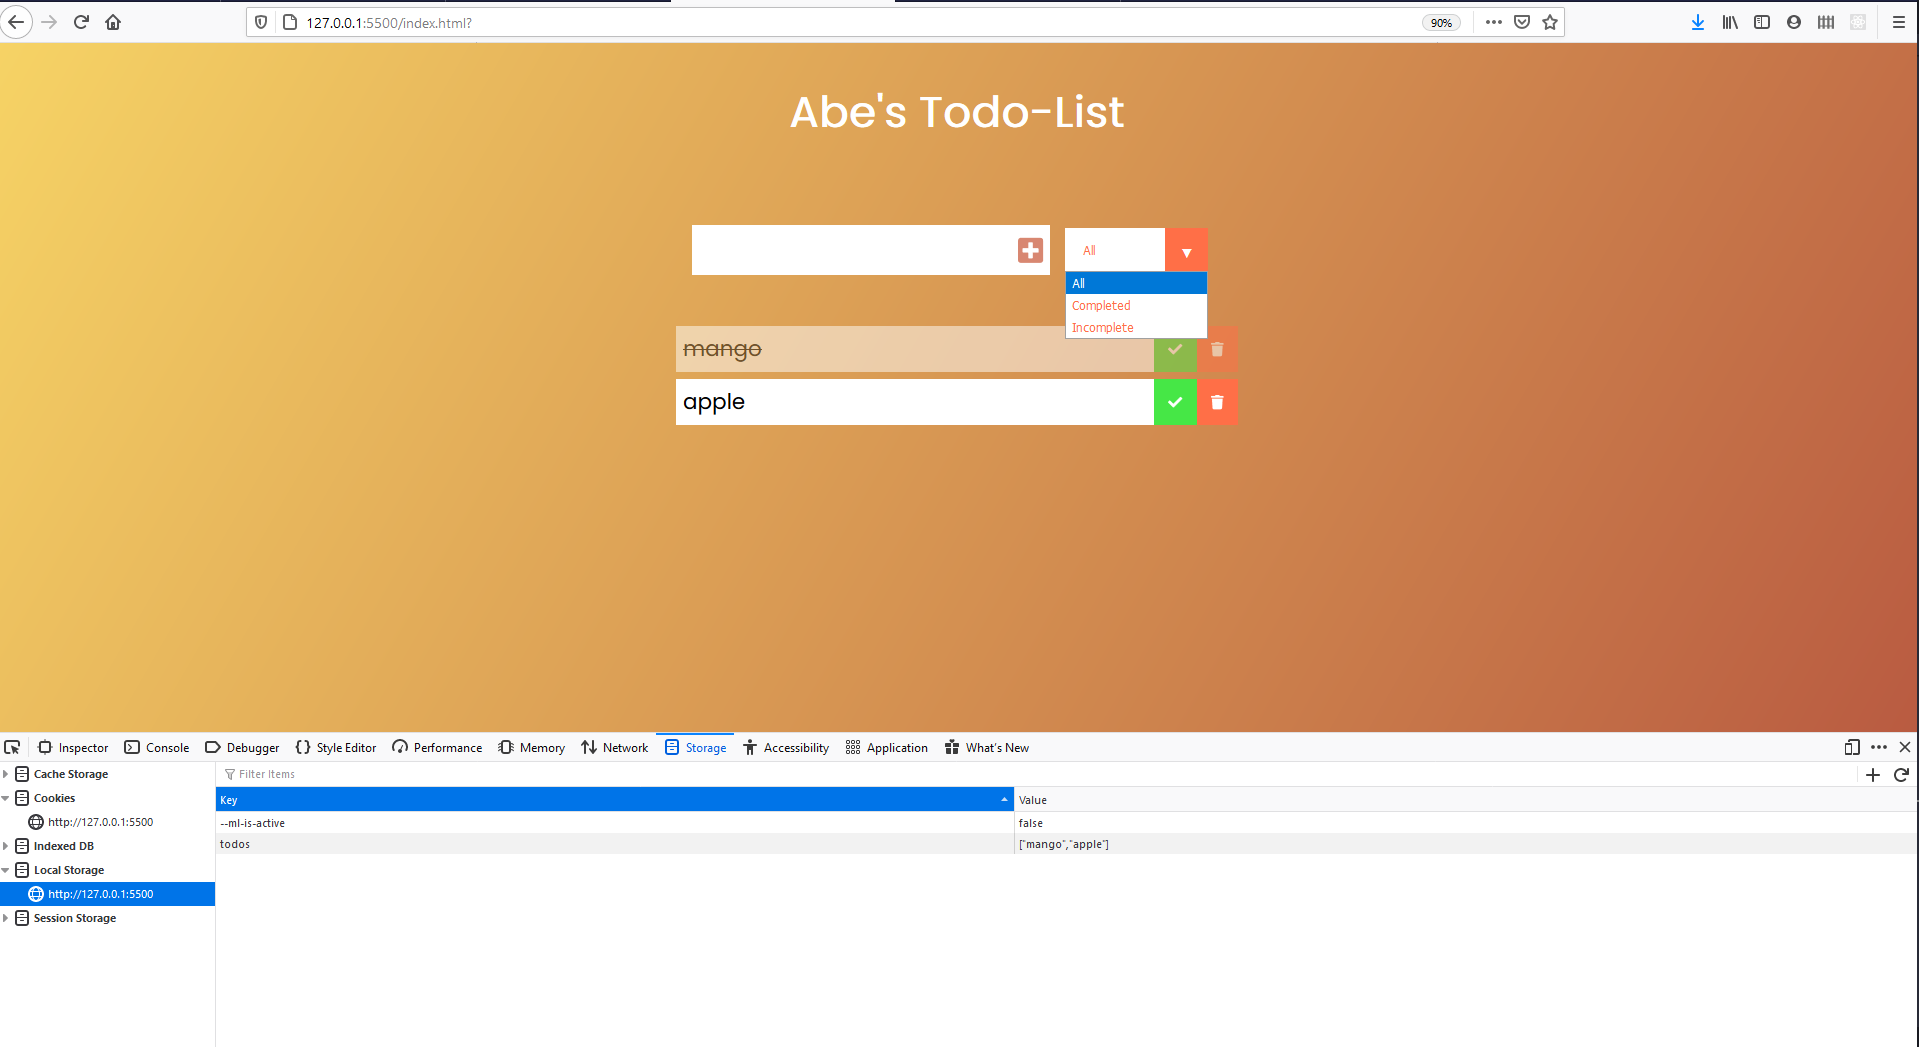 127.0.0.1:5500/index.html?
90%
Abe's Todo-List
All
All
Completed
Incomplete
mango
apple
Inspector Console Debugger Style Editor Performance Memory Network Storage Accessibility Application What's New
Cache Storage
Cookies
http://127.0.0.1:5500
Indexed DB
Local Storage
http://127.0.0.1:5500
Session Storage
Filter Items
Key Value
--ml-is-active false
todos ["mango","apple"]